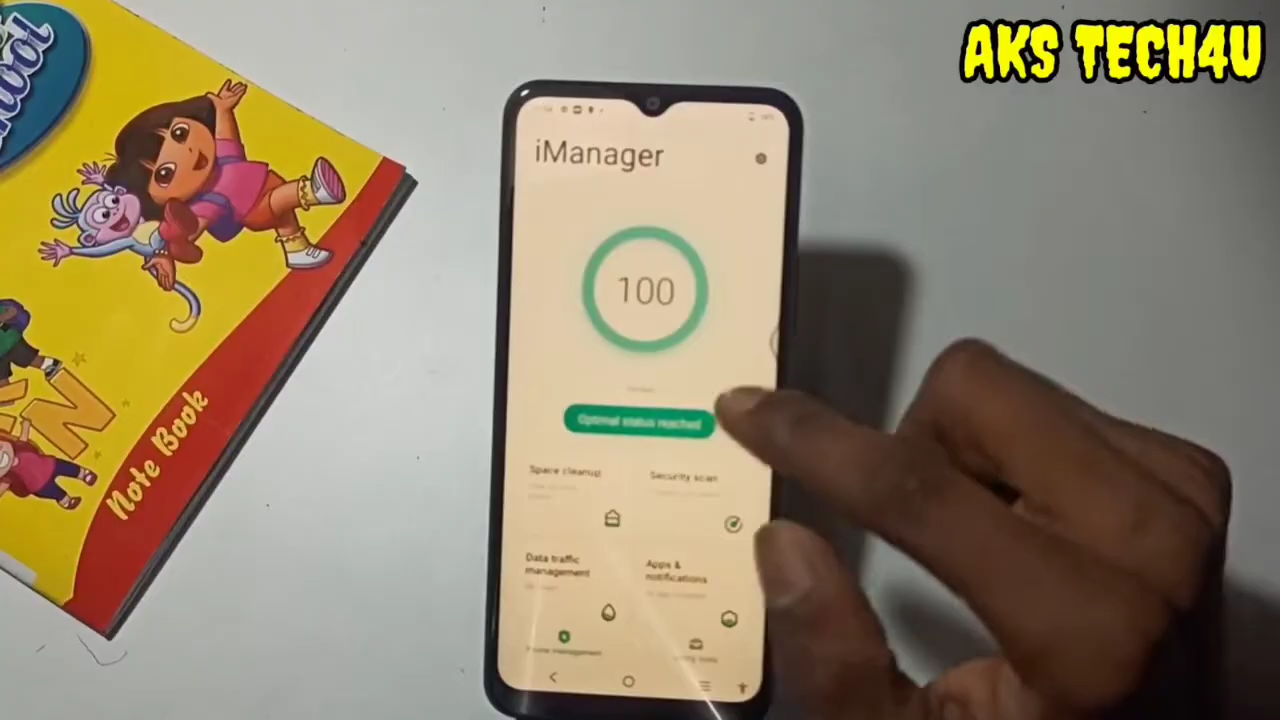 AKS TECH4U
iManager
100
Optimal status reached
Space cleanup
Security scan
Data traffic
management
Apps &
notifications
Note Book